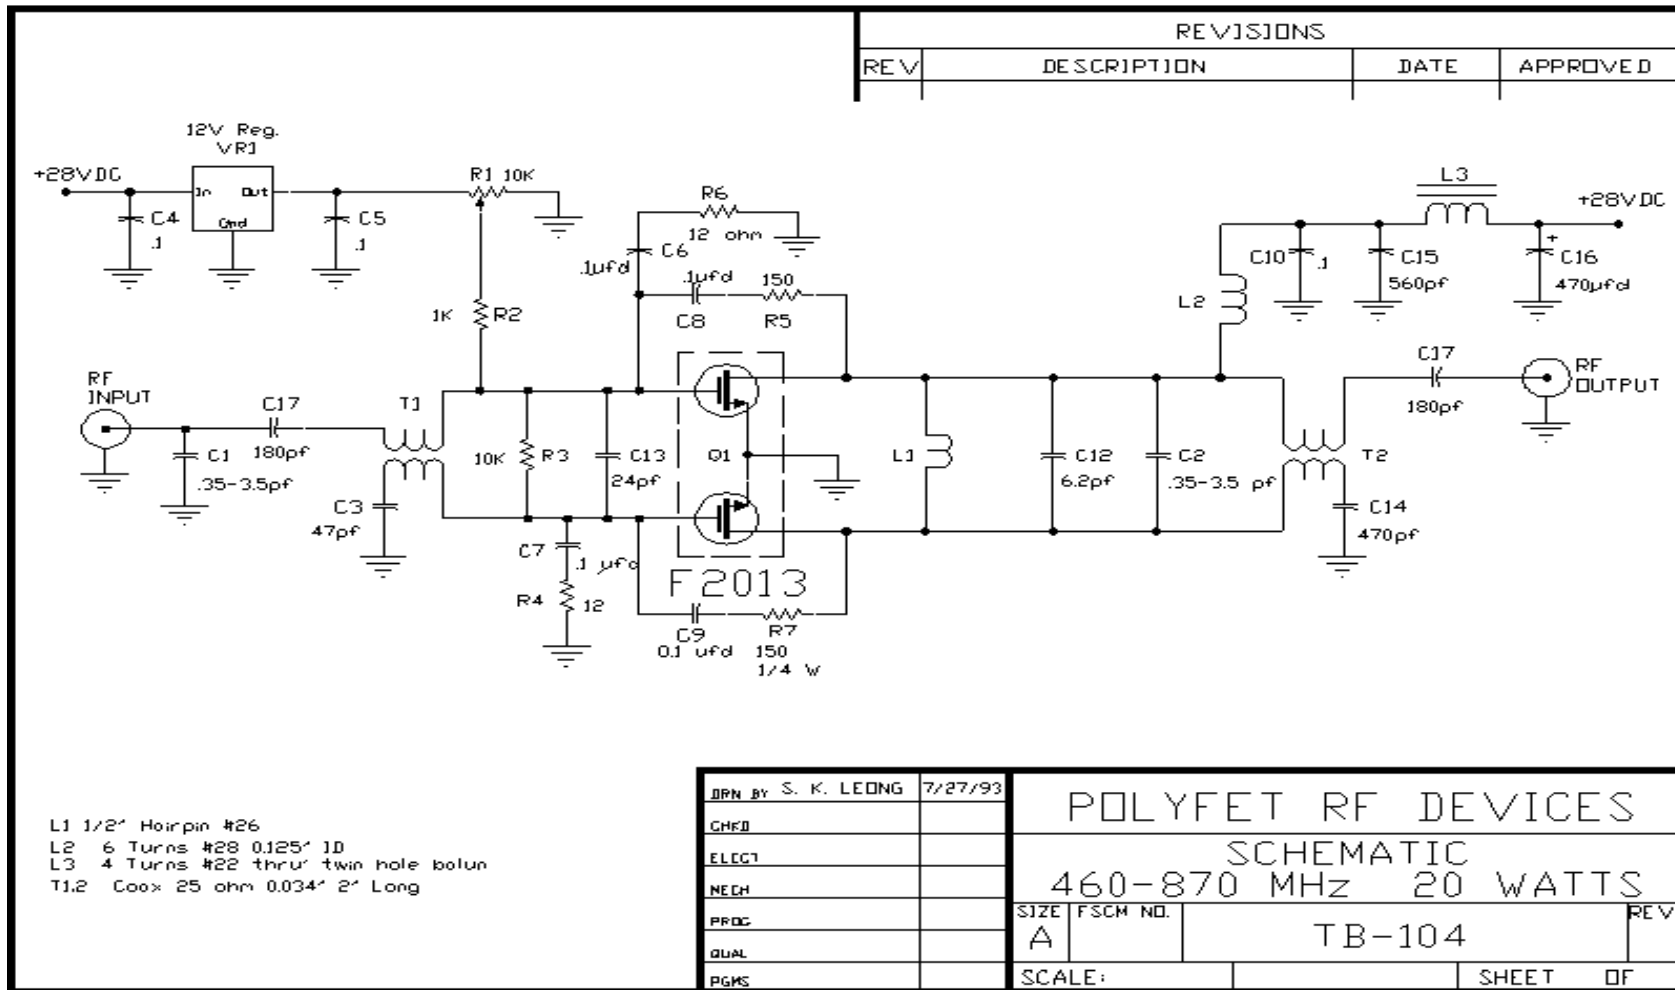 REVISIONS
REV DESCRIPTION DATE APPROVED
12V Reg.
VR1
+28VDC
In Out
Gnd
C4
.1
C5
.1
R1 10K
R6
12 ohm
C6
.1µfd
.1µfd
C8
150
R5
1K R2
L3
+28VDC
C10 .1
C15
560pf
+
C16
470µfd
L2
RF
INPUT
C17
180pf
C1
.35-3.5pf
T1
C3
47pf
10K R3
C13
24pf
Q1
L1
C12
6.2pf
C2
.35-3.5 pf
T2
C17
180pf
RF
OUTPUT
C14
470pf
C7
.1 µfd
R4 12
F2013
C9
0.1 ufd
R7
150
1/4 W
L1 1/2" Hairpin #26
L2 6 Turns #28 0.125" ID
L3 4 Turns #22 thru' twin hole balun
T1,2 Coax 25 ohm 0.034" 2" Long
DRN BY S. K. LEONG 7/27/93
CHKD
ELECT
MECH
PROG
QUAL
PGMS
POLYFET RF DEVICES
SCHEMATIC
460-870 MHz 20 WATTS
SIZE FSCM NO. REV
A TB-104
SCALE: SHEET OF